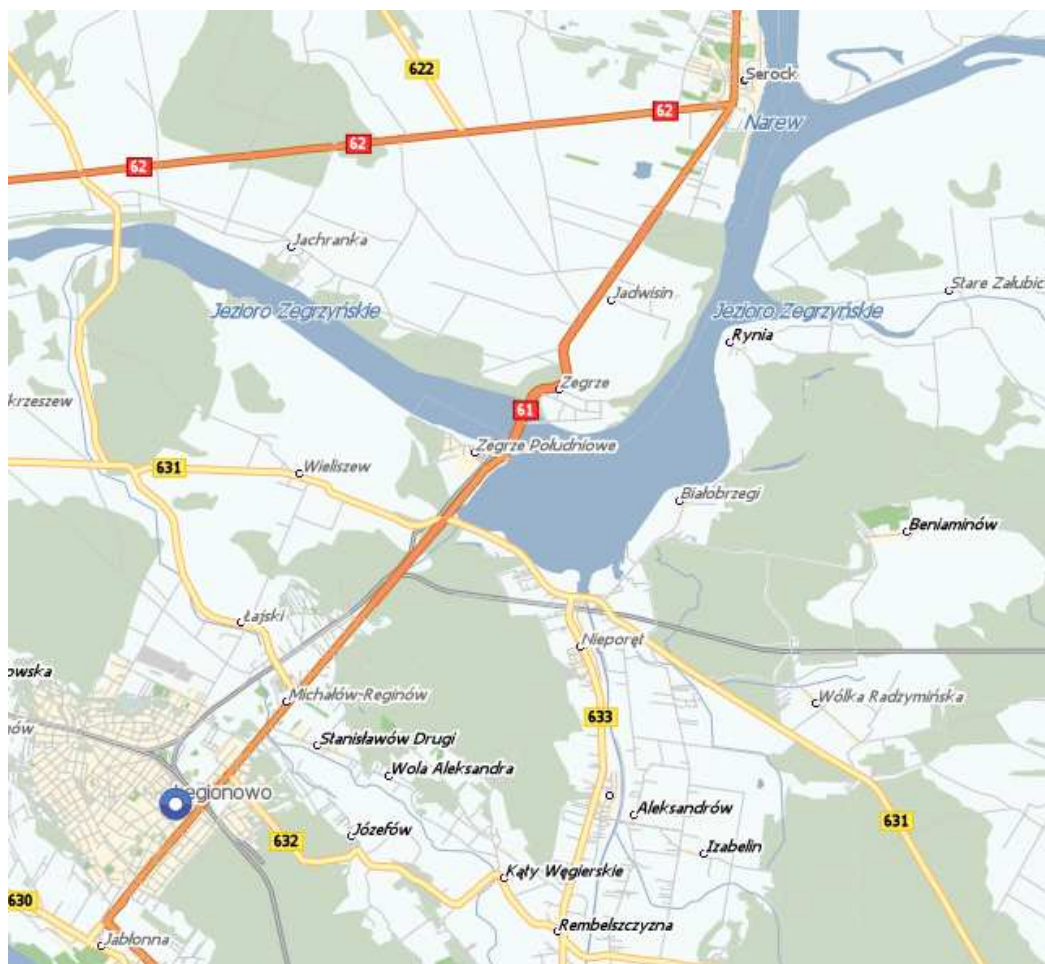 622
Serock
62
62
62
Narew
Jachranka
Jezioro Zegrzyńskie
Jadwisin
Jezioro Zegrzyńskie
Stare Załubic
Rynia
Zegrze
krzeszew
61
Zegrze Południowe
631
Wieliszew
Białobrzegi
Beniaminów
Łajski
Nieporęt
owska
Michałów-Reginów
Wólka Radzymińska
nów
633
Stanisławów Drugi
Wola Aleksandra
Legionowo
Aleksandrów
631
Józefów
632
Izabelin
Kąty Węgierskie
630
Rembelszczyzna
Jabłonna